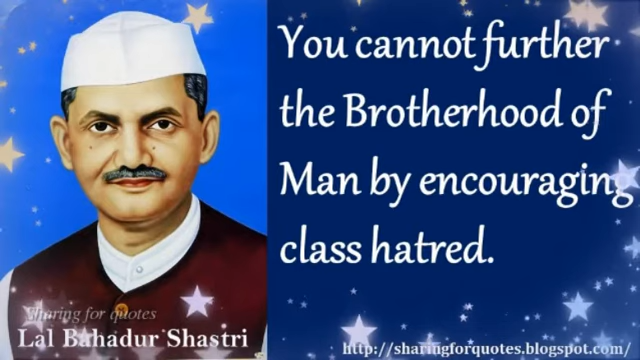 You cannot further
the Brotherhood of
Man by encouraging
class hatred.
Sharing for quotes
Lal Bahadur Shastri
http://sharingforquotes.blogspot.com/